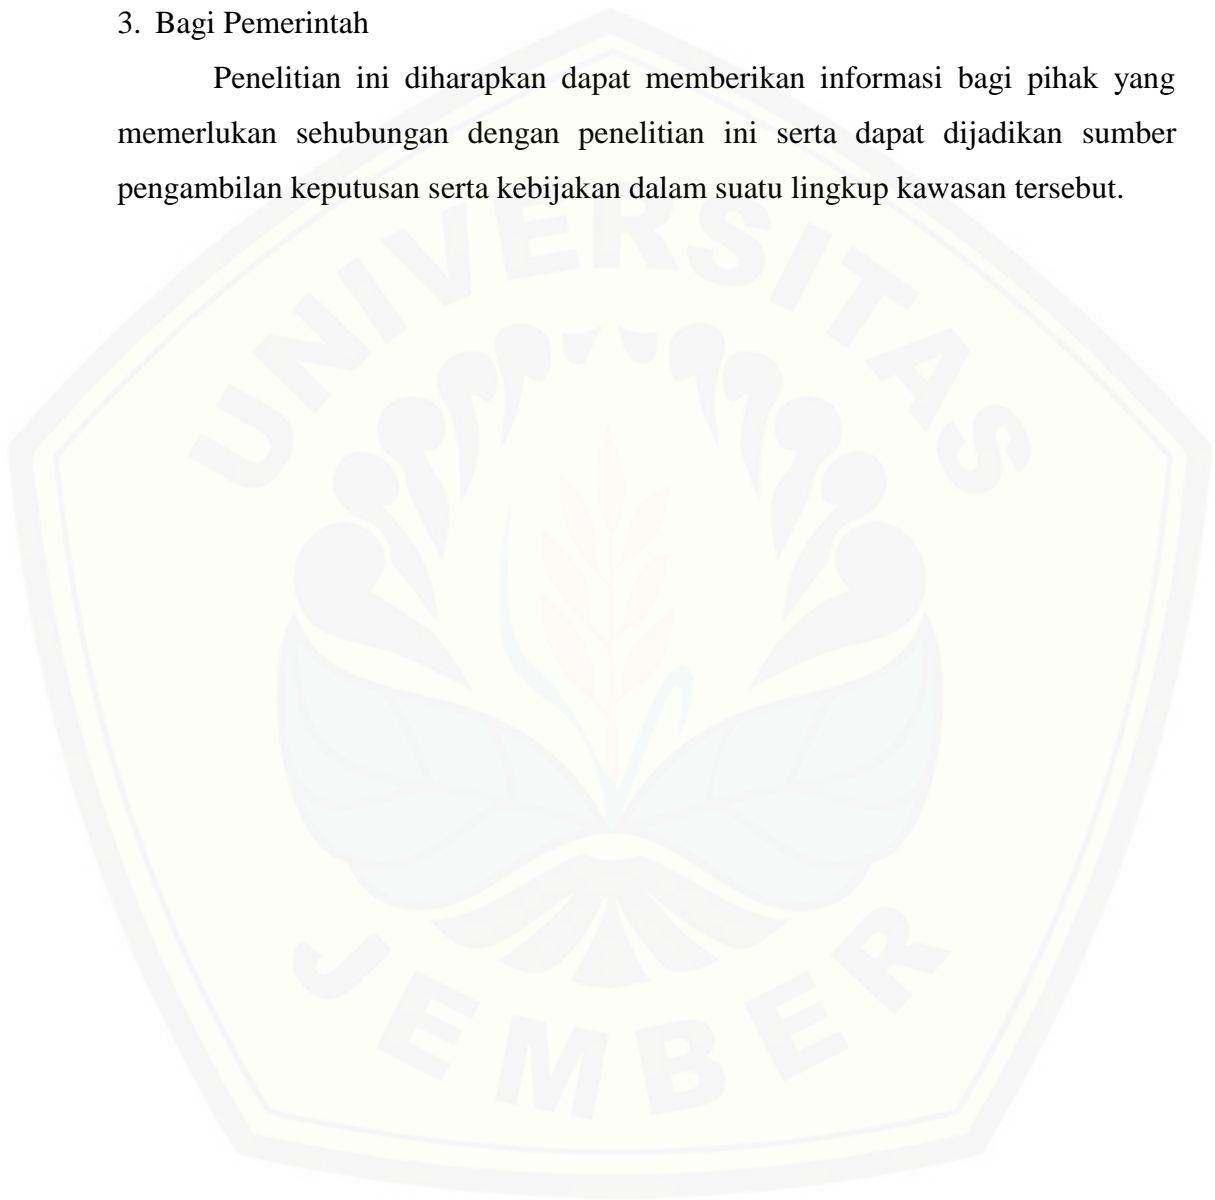 3. Bagi Pemerintah
Penelitian ini diharapkan dapat memberikan informasi bagi pihak yang
memerlukan sehubungan dengan penelitian ini serta dapat dijadikan sumber
pengambilan keputusan serta kebijakan dalam suatu lingkup kawasan tersebut.
UNIVERSITAS
JEMBER